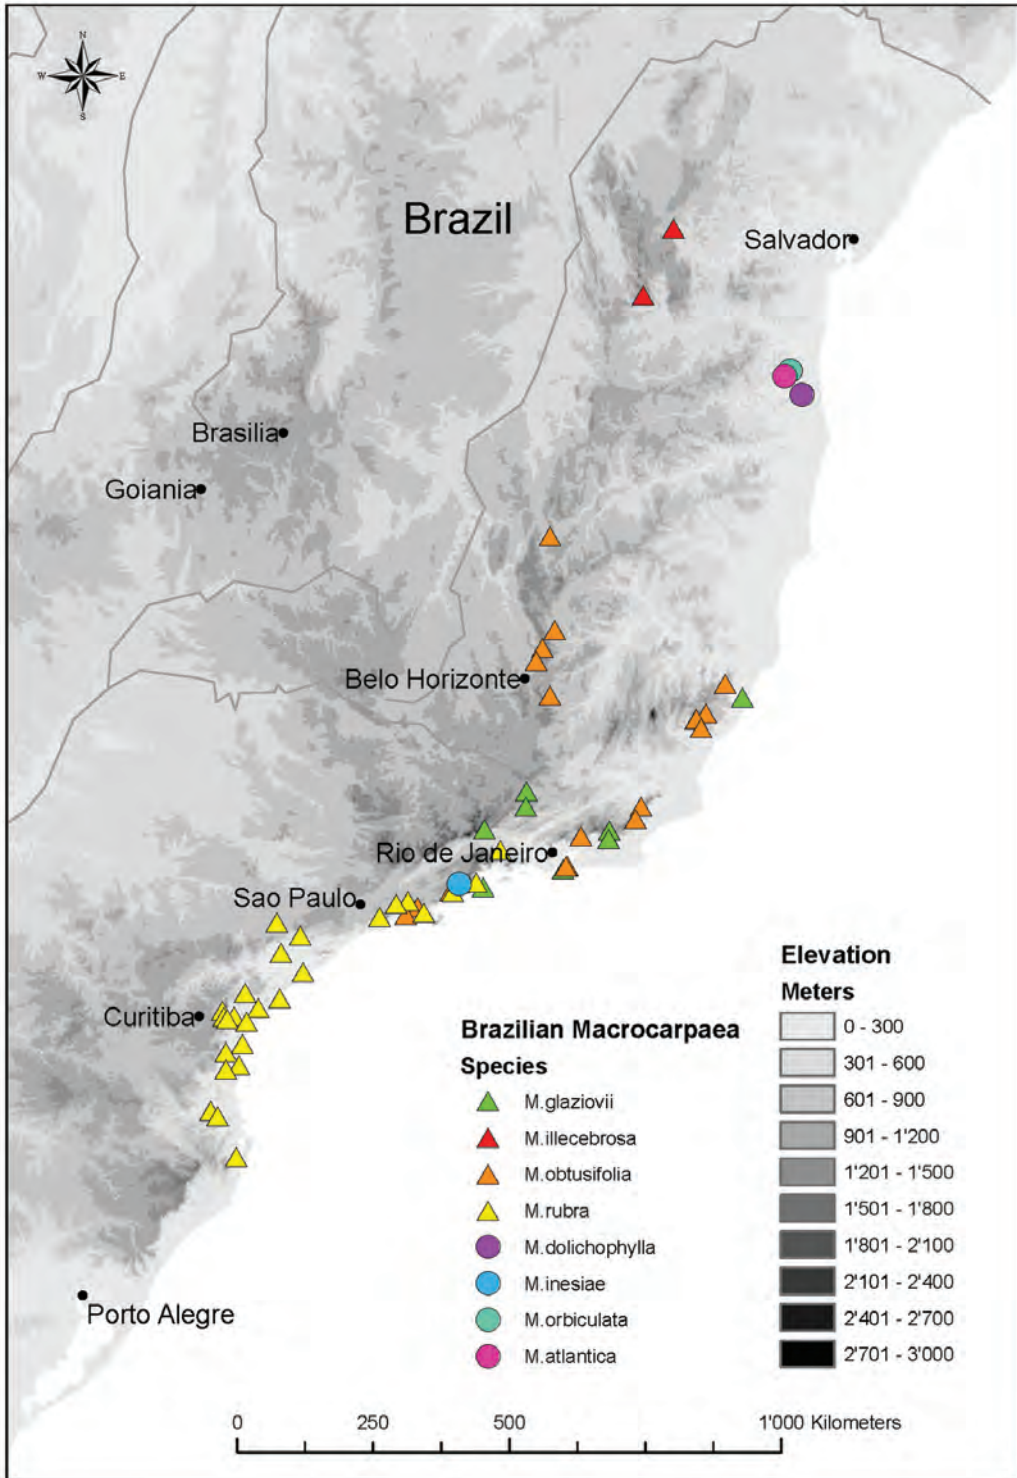 N
W E
S
Brazil
Salvador
Brasilia
Goiania
Belo Horizonte
Rio de Janeiro
Sao Paulo
Curitiba
Porto Alegre
Brazilian Macrocarpaea
Species
M.glaziovii
M.illecebrosa
M.obtusifolia
M.rubra
M.dolichophylla
M.inesiae
M.orbiculata
M.atlantica
Elevation
Meters
0 - 300
301 - 600
601 - 900
901 - 1'200
1'201 - 1'500
1'501 - 1'800
1'801 - 2'100
2'101 - 2'400
2'401 - 2'700
2'701 - 3'000
0 250 500 1'000 Kilometers